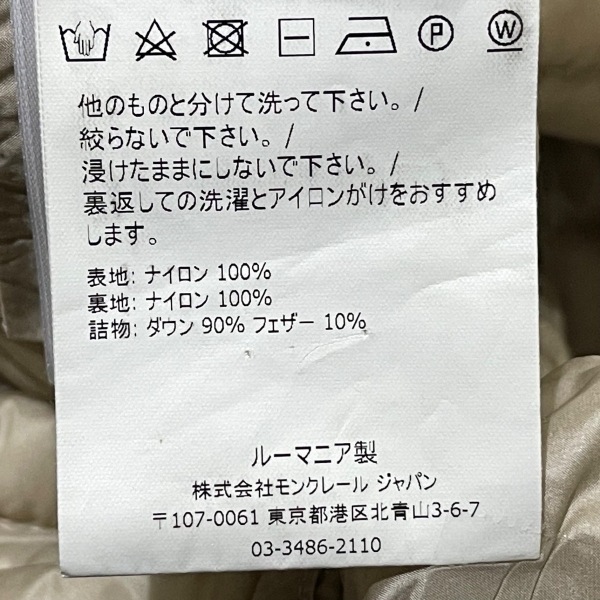 P W
他のものと分けて洗って下さい。/
絞らないで下さい。/
浸けたままにしないで下さい。/
裏返しての洗濯とアイロンがけをおすすめ
します。
表地: ナイロン 100%
裏地: ナイロン 100%
詰物: ダウン 90% フェザー 10%
ルーマニア製
株式会社モンクレール ジャパン
〒107-0061 東京都港区北青山3-6-7
03-3486-2110